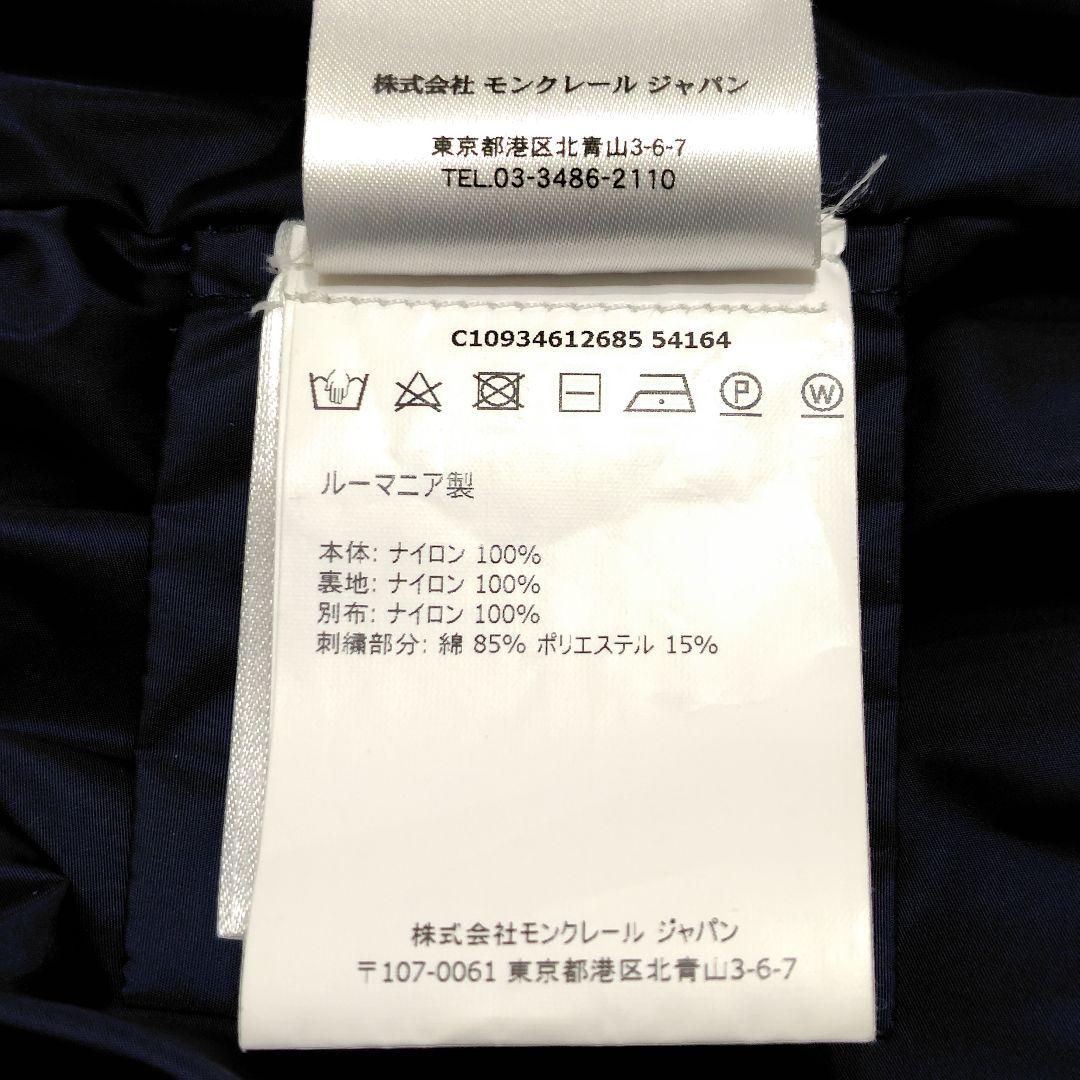 株式会社 モンクレール ジャパン
東京都港区北青山3-6-7
TEL.03-3486-2110
C10934612685 54164
P W
ルーマニア製
本体: ナイロン 100%
裏地: ナイロン 100%
別布: ナイロン 100%
刺繍部分: 綿 85% ポリエステル 15%
株式会社モンクレール ジャパン
〒107-0061 東京都港区北青山3-6-7